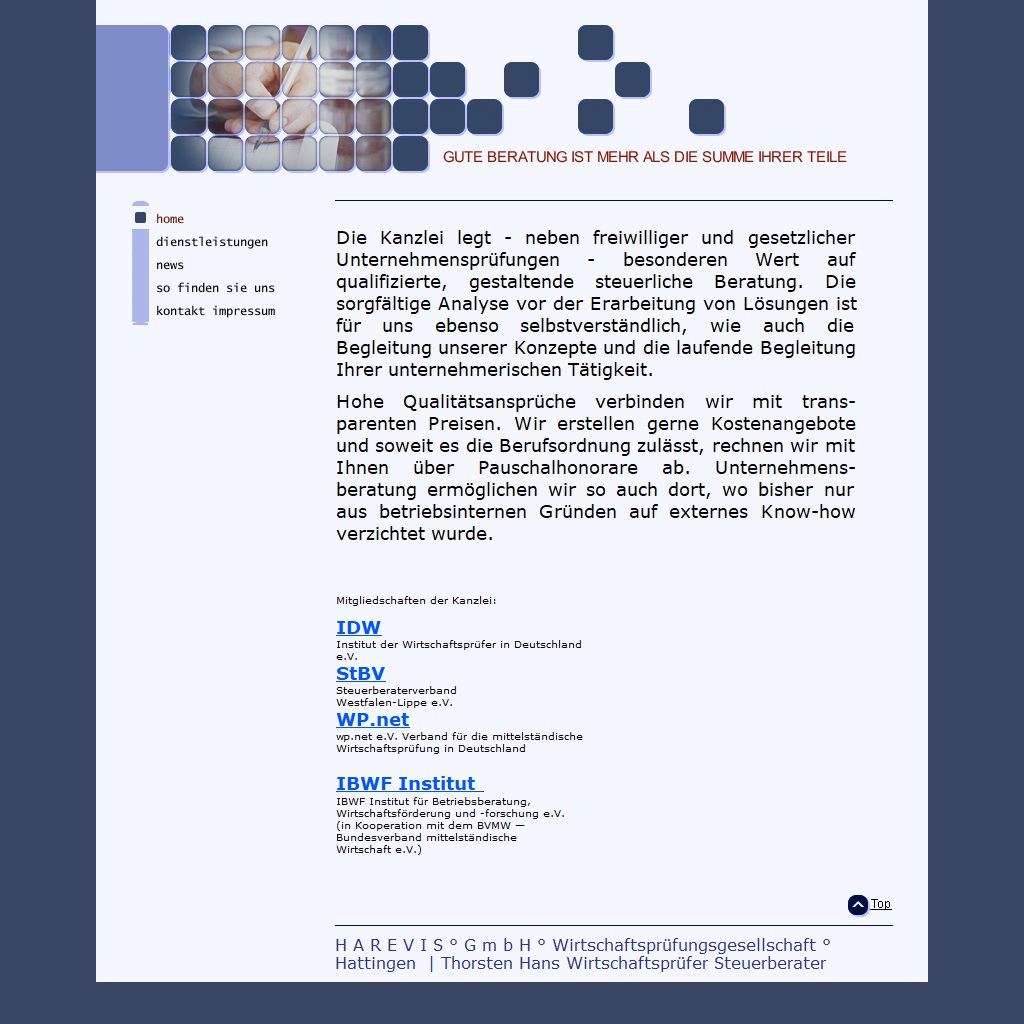 GUTE BERATUNG IST MEHR ALS DIE SUMME IHRER TEILE
home
dienstleistungen
news
so finden sie uns
kontakt impressum
Die Kanzlei legt - neben freiwilliger und gesetzlicher
Unternehmensprüfungen - besonderen Wert auf
qualifizierte, gestaltende steuerliche Beratung. Die
sorgfältige Analyse vor der Erarbeitung von Lösungen ist
für uns ebenso selbstverständlich, wie auch die
Begleitung unserer Konzepte und die laufende Begleitung
Ihrer unternehmerischen Tätigkeit.
Hohe Qualitätsansprüche verbinden wir mit trans-
parenten Preisen. Wir erstellen gerne Kostenangebote
und soweit es die Berufsordnung zulässt, rechnen wir mit
Ihnen über Pauschalhonorare ab. Unternehmens-
beratung ermöglichen wir so auch dort, wo bisher nur
aus betriebsinternen Gründen auf externes Know-how
verzichtet wurde.
Mitgliedschaften der Kanzlei:
IDW
Institut der Wirtschaftsprüfer in Deutschland
e.V.
StBV
Steuerberaterverband
Westfalen-Lippe e.V.
WP.net
wp.net e.V. Verband für die mittelständische
Wirtschaftsprüfung in Deutschland
IBWF Institut
IBWF Institut für Betriebsberatung,
Wirtschaftsförderung und -forschung e.V.
(in Kooperation mit dem BVMW —
Bundesverband mittelständische
Wirtschaft e.V.)
Top
H A R E V I S ° G m b H ° Wirtschaftsprüfungsgesellschaft °
Hattingen | Thorsten Hans Wirtschaftsprüfer Steuerberater